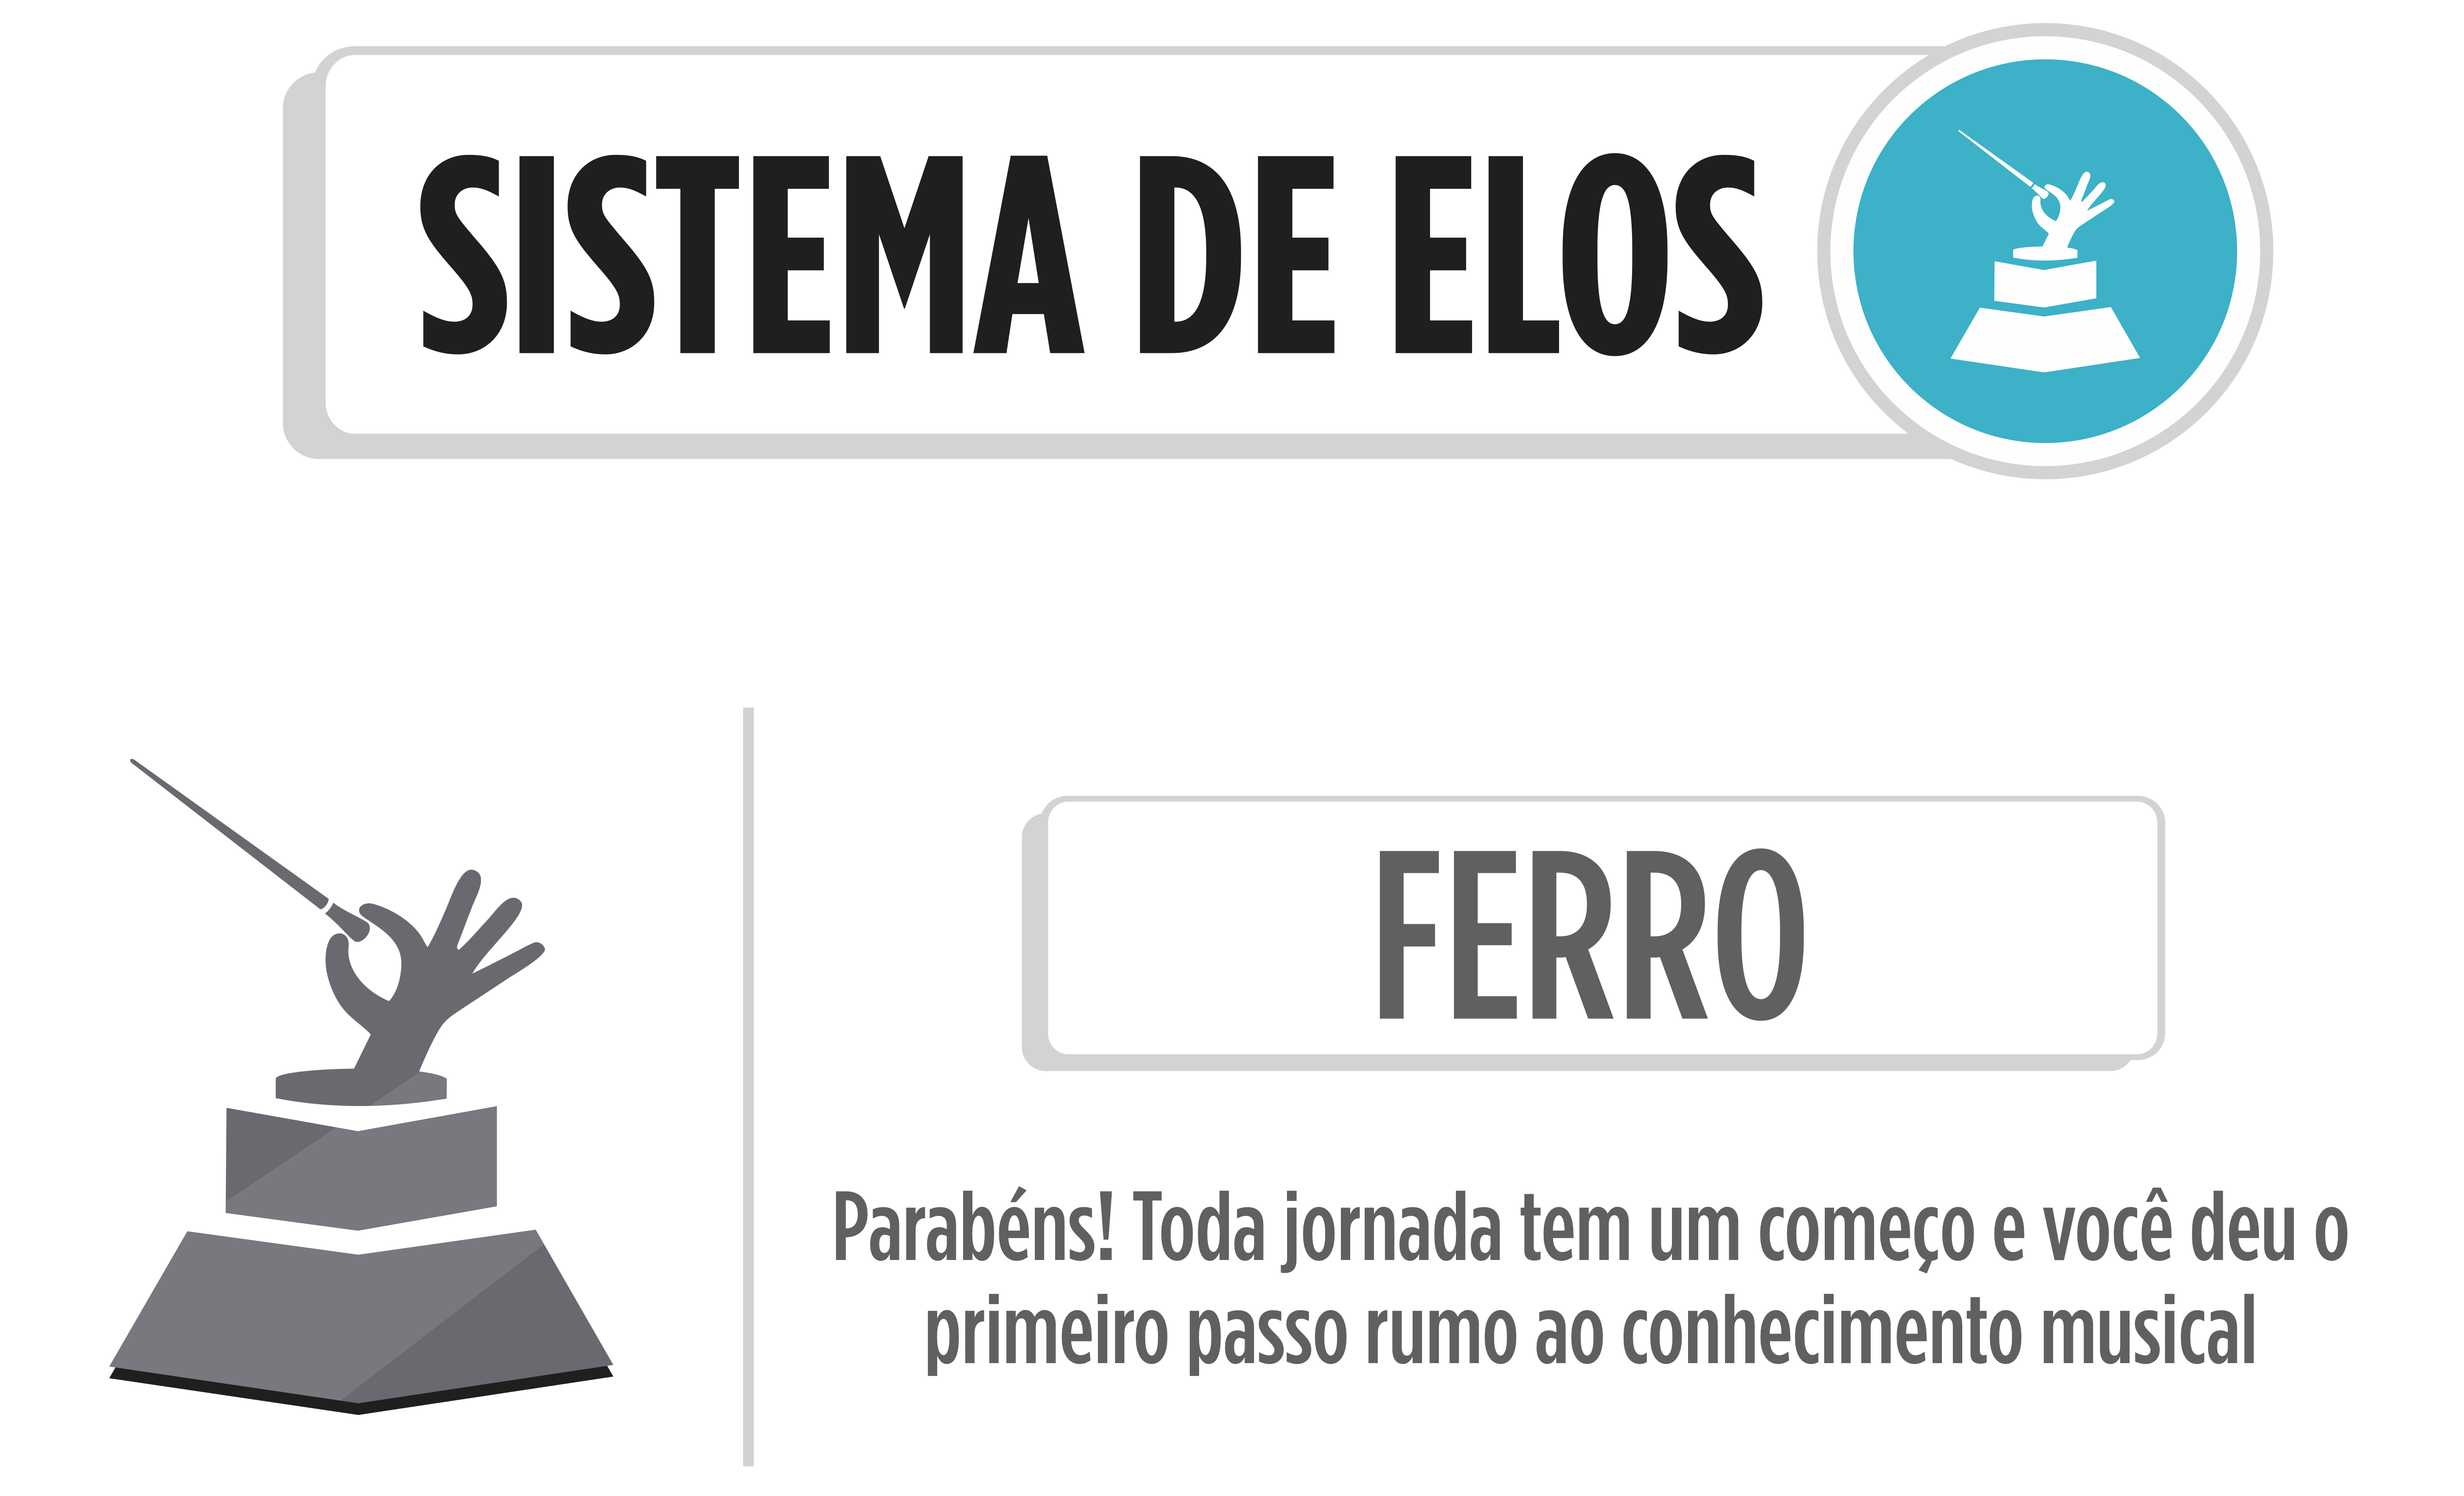 SISTEMA DE ELOS
FERRO
Parabéns! Toda jornada tem um começo e você deu o
primeiro passo rumo ao conhecimento musical